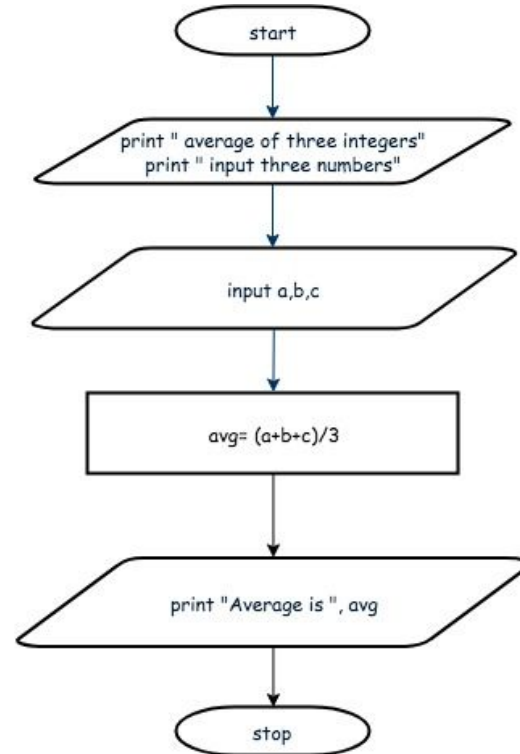 start
print " average of three integers"
print " input three numbers"
input a,b,c
avg= (a+b+c)/3
print "Average is ", avg
stop